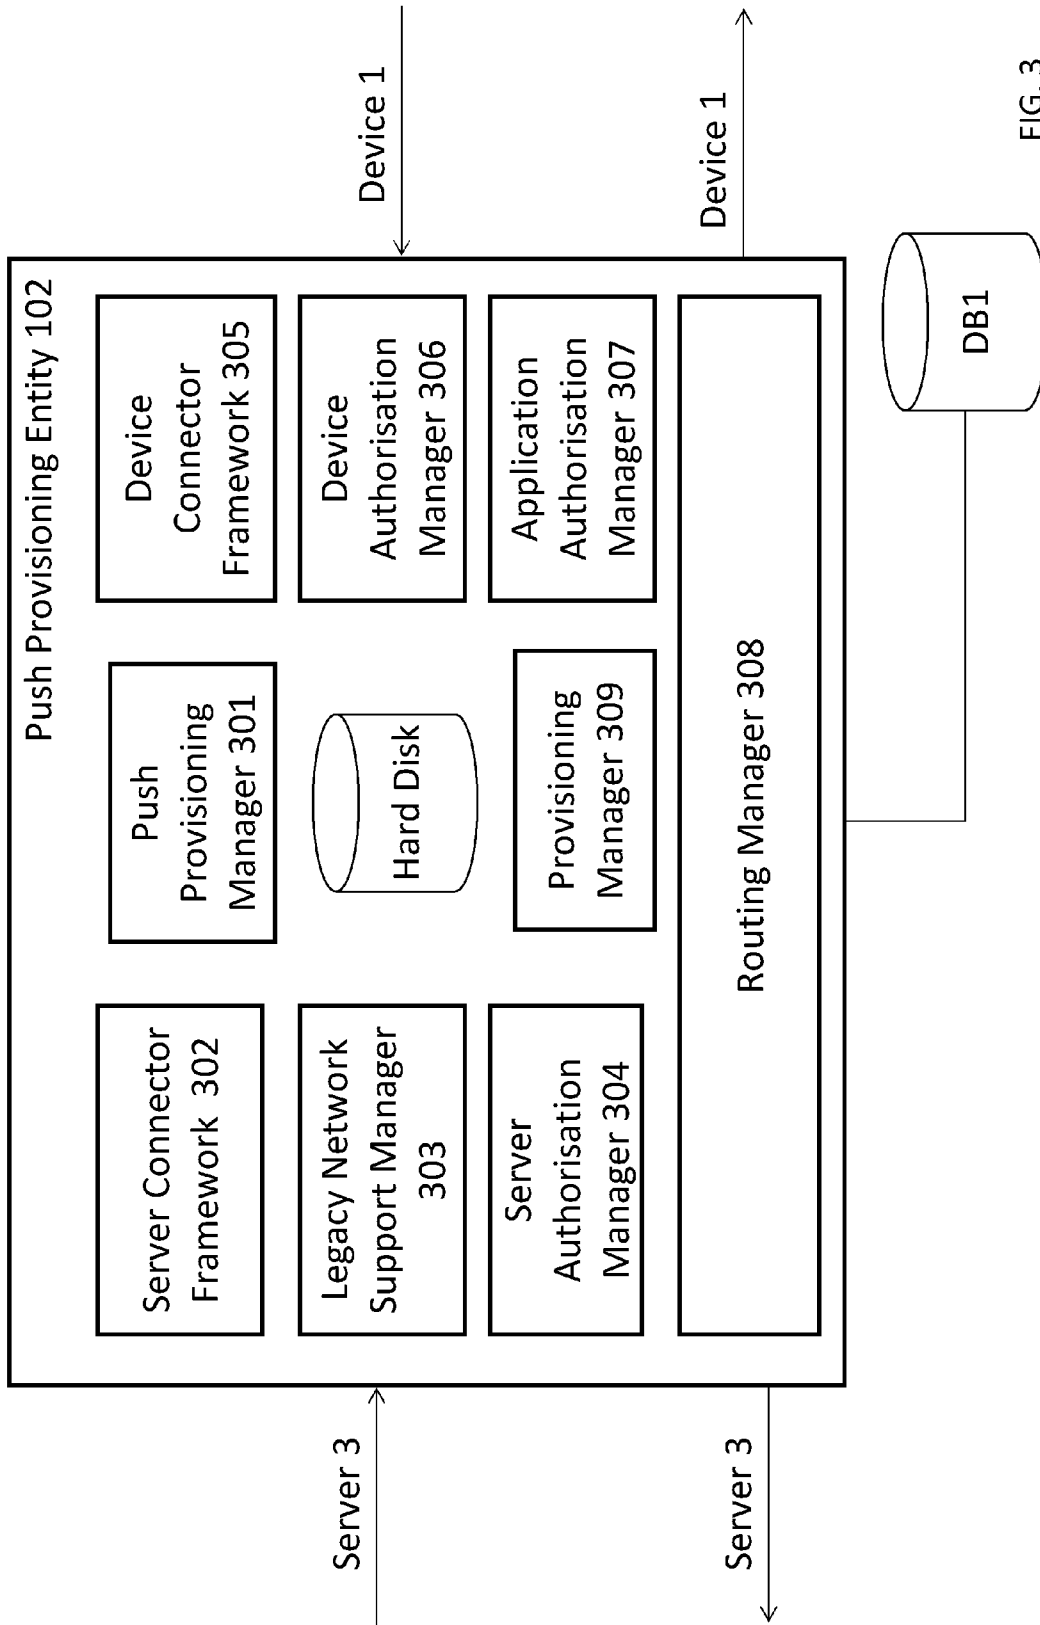 Push Provisioning Entity 102
Server Connector
Framework 302
Push
Provisioning
Manager 301
Device
Connector
Framework 305
Legacy Network
Support Manager
303
Hard Disk
Device
Authorisation
Manager 306
Server
Authorisation
Manager 304
Provisioning
Manager 309
Application
Authorisation
Manager 307
Routing Manager 308
Server 3
Server 3
Device 1
Device 1
DB1
FIG. 3